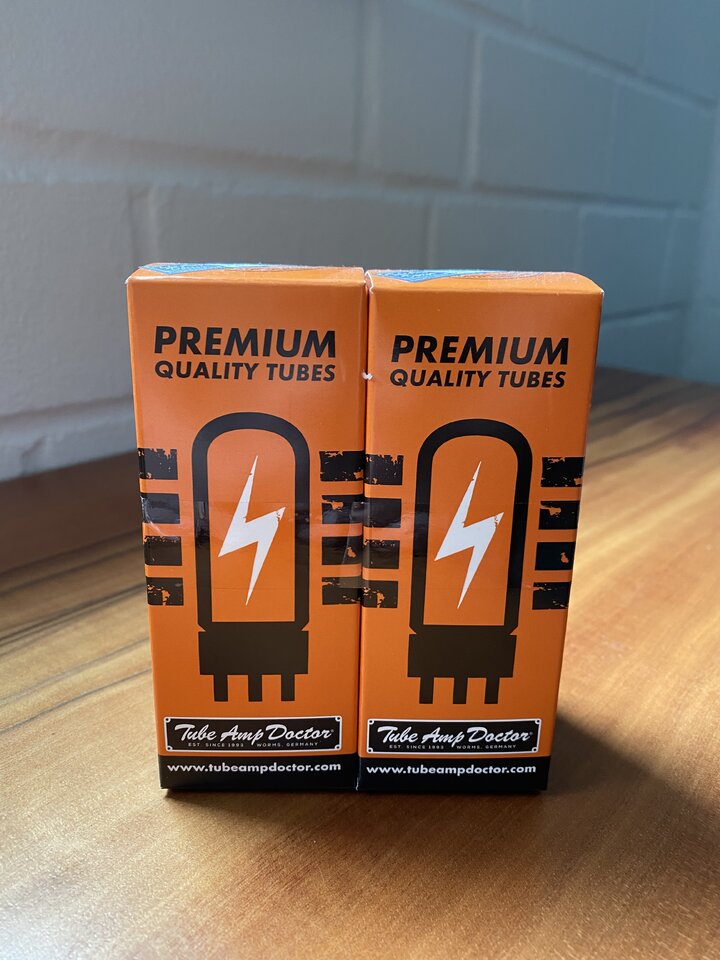 PREMIUM
QUALITY TUBES
Tube Amp Doctor
EST. SINCE 1993 WORMS, GERMANY
www.tubeampdoctor.com
PREMIUM
QUALITY TUBES
Tube Amp Doctor
EST. SINCE 1993 WORMS, GERMANY
www.tubeampdoctor.com